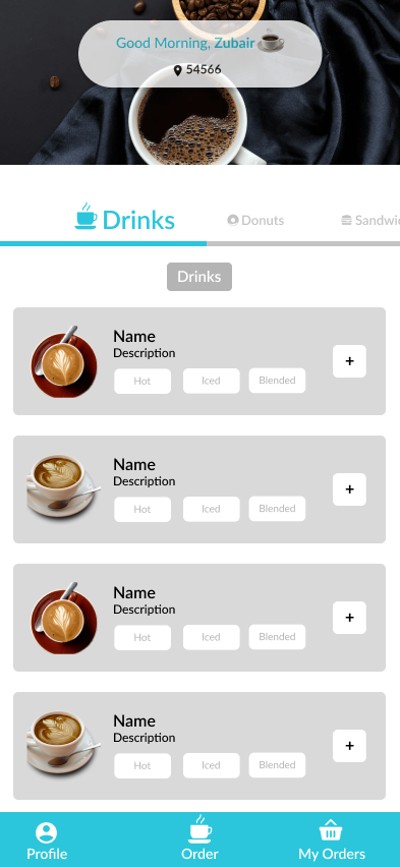 Good Morning, Zubair
54566
Drinks
Donuts
Sandwic
Drinks
Name
Description
Hot Iced Blended
+
Name
Description
Hot Iced Blended
+
Name
Description
Hot Iced Blended
+
Name
Description
Hot Iced Blended
+
Profile Order My Orders